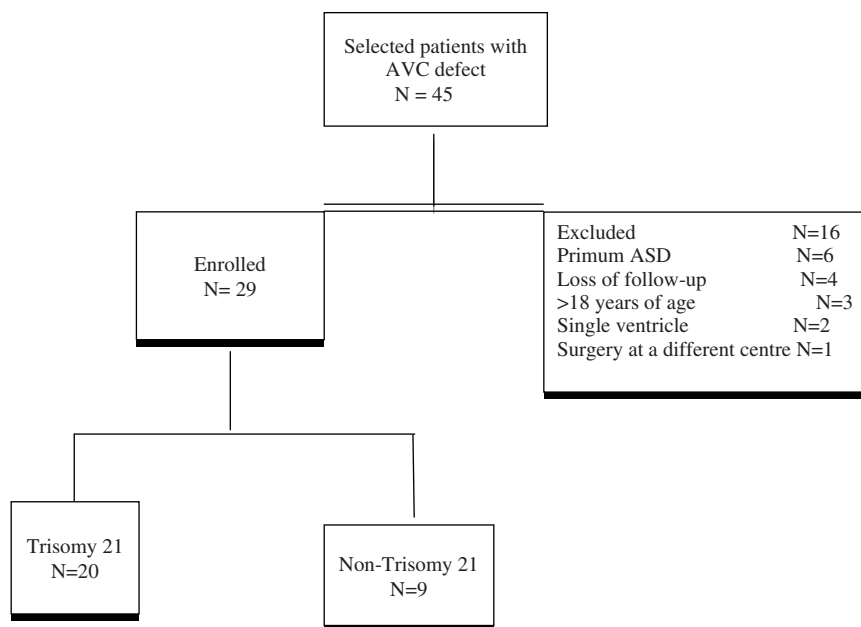 Selected patients with
AVC defect
N = 45
Enrolled
N= 29
Excluded N=16
Primum ASD N=6
Loss of follow-up N=4
>18 years of age N=3
Single ventricle N=2
Surgery at a different centre N=1
Trisomy 21
N=20
Non-Trisomy 21
N=9